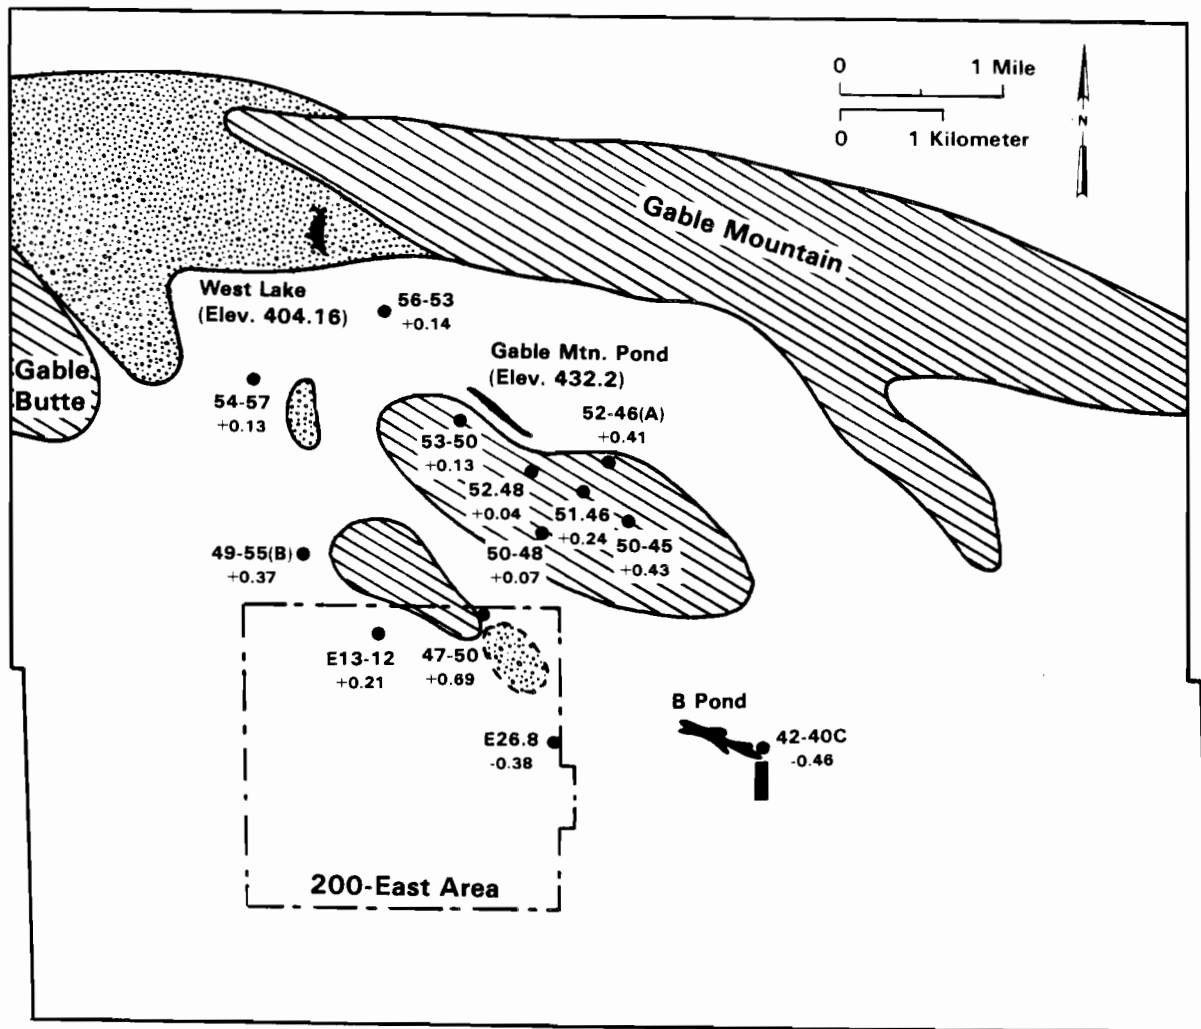 0 1 Mile
N
0 1 Kilometer
Gable Mountain
West Lake
(Elev. 404.16)
56-53
+0.14
Gable Mtn. Pond
(Elev. 432.2)
Gable
Butte
54-57
+0.13
52-46(A)
+0.41
53-50
+0.13
52.48
+0.04
51.46
+0.24
50-45
+0.43
50-48
+0.07
49-55(B)
+0.37
E13-12
+0.21
47-50
+0.69
B Pond
E26.8
-0.38
42-40C
-0.46
200-East Area